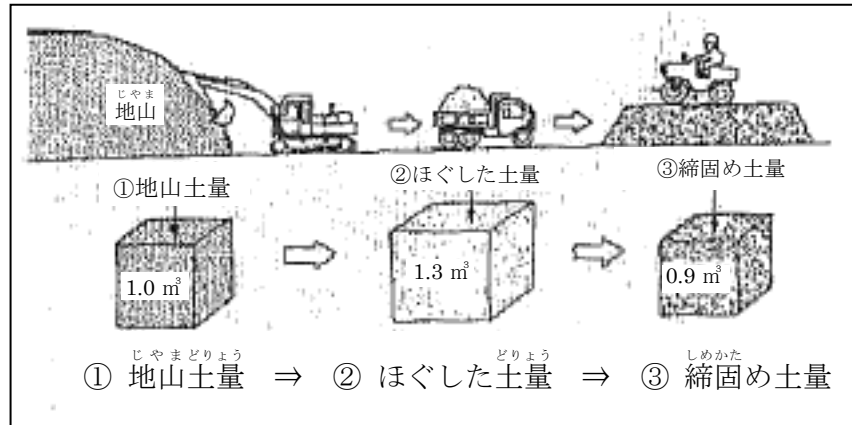 じやま
地山
①地山土量
②ほぐした土量
③締固め土量
1.0 ㎥
1.3 ㎥
0.9 ㎥
じやまどりょう どりょう しめかた
① 地山土量 ⇒ ② ほぐした土量 ⇒ ③ 締固め土量